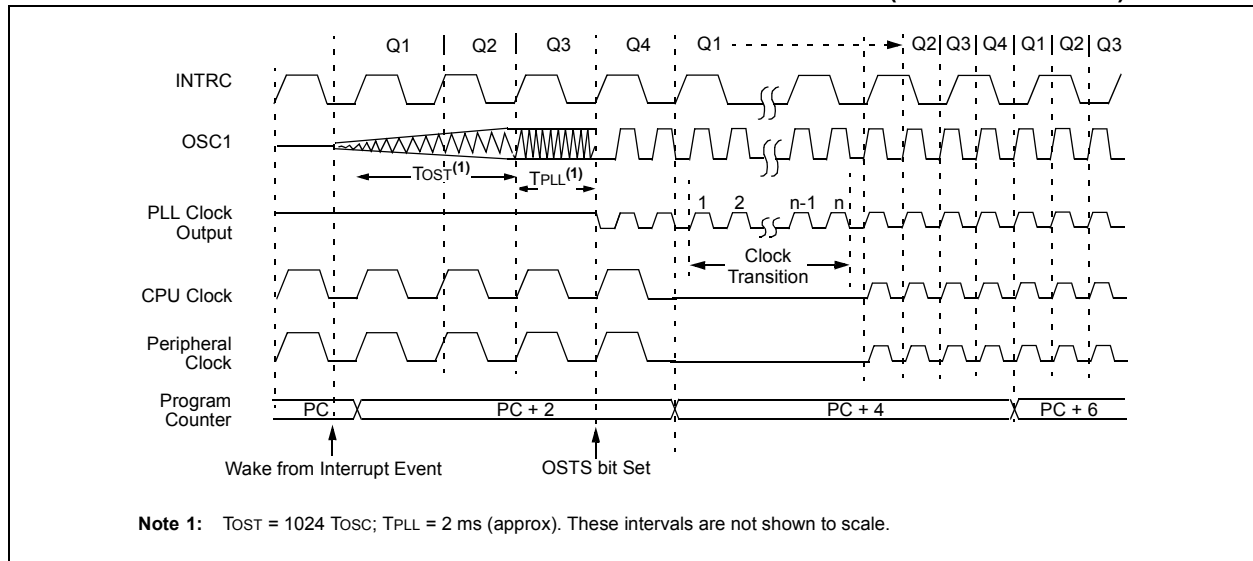 Q1 Q2 Q3 Q4 Q1 Q2 Q3 Q4 Q1 Q2 Q3
INTRC
OSC1
TOST(1) TPLL(1)
PLL Clock
Output
1 2 n-1 n
Clock
Transition
CPU Clock
Peripheral
Clock
Program
Counter
PC PC + 2 PC + 4 PC + 6
Wake from Interrupt Event OSTS bit Set
Note 1: TOST = 1024 TOSC; TPLL = 2 ms (approx). These intervals are not shown to scale.